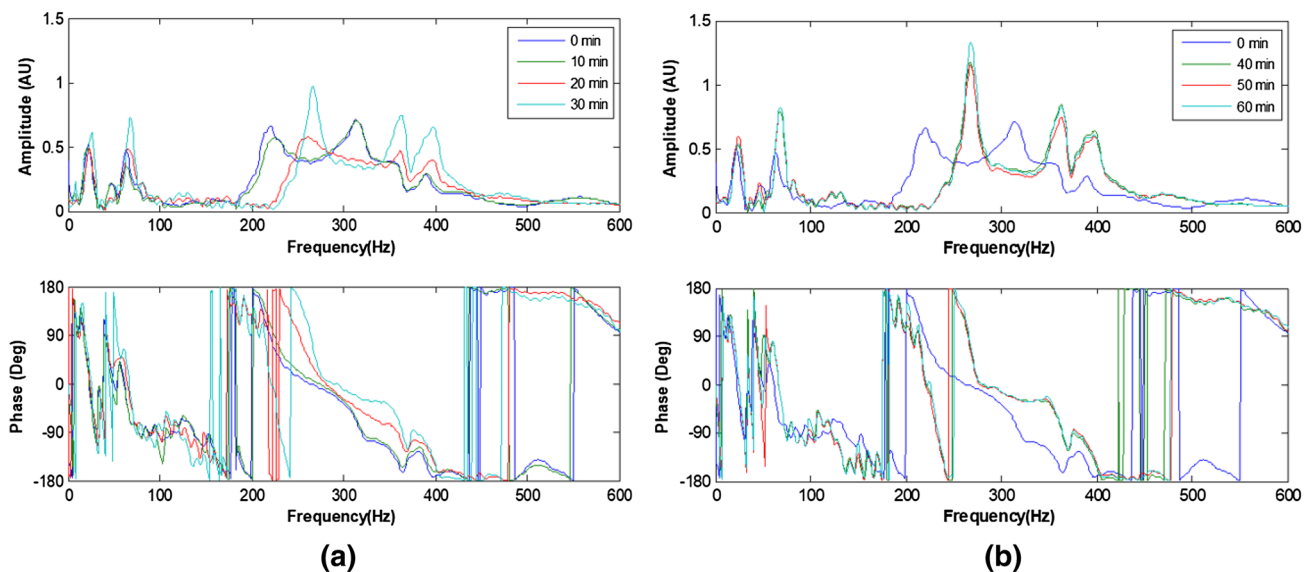 1.5
1
0.5
0
Amplitude (AU)
0 min
10 min
20 min
30 min
0 100 200 300 400 500 600
Frequency(Hz)
180
90
0
-90
-180
Phase (Deg)
0 100 200 300 400 500 600
Frequency(Hz)
(a)
1.5
1
0.5
0
Amplitude (AU)
0 min
40 min
50 min
60 min
0 100 200 300 400 500 600
Frequency(Hz)
180
90
0
-90
-180
Phase (Deg)
0 100 200 300 400 500 600
Frequency(Hz)
(b)